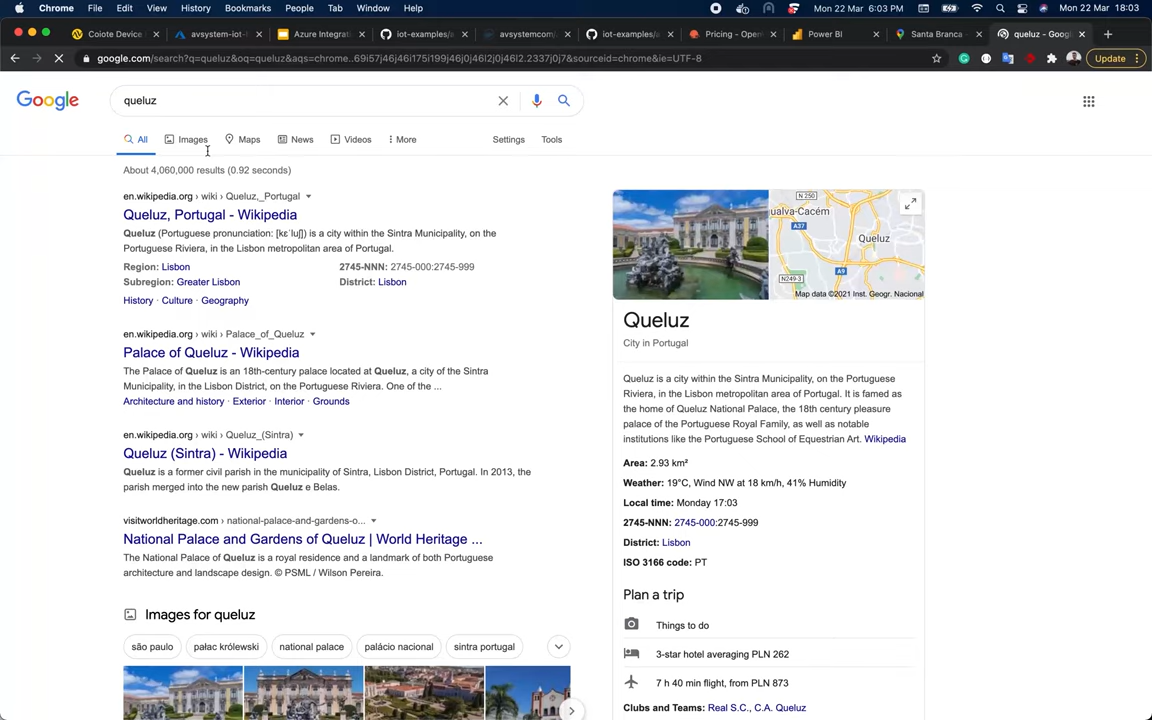 Chrome File Edit View History Bookmarks People Tab Window Help Mon 22 Mar 6:03 PM Mon 22 Mar 18:03
Coiote Device Azure Integrati iot-examples/a avsystemcom/ iot-examples/a Pricing - Oper Power BI Santa Branca queluz - Goog
google.com/search?q=queluz&oq=queluz&aqs=chrome..69i57j46j46i175i199j46j0j46l2j0j46l2.2337j0j7&sourceid=chrome&ie=UTF-8 Update
Google queluz
All Images Maps News Videos More Settings Tools
About 4,060,000 results (0.92 seconds)
en.wikipedia.org › wiki › Queluz,_Portugal
Queluz, Portugal - Wikipedia
Queluz (Portuguese pronunciation: [kɛˈluʃ]) is a city within the Sintra Municipality, on the
Portuguese Riviera, in the Lisbon metropolitan area of Portugal.
Region: Lisbon 2745-NNN: 2745-000:2745-999
Subregion: Greater Lisbon District: Lisbon
History · Culture · Geography
en.wikipedia.org › wiki › Palace_of_Queluz
Palace of Queluz - Wikipedia
The Palace of Queluz is an 18th-century palace located at Queluz, a city of the Sintra
Municipality, in the Lisbon District, on the Portuguese Riviera. One of the ...
Architecture and history · Exterior · Interior · Grounds
en.wikipedia.org › wiki › Queluz_(Sintra)
Queluz (Sintra) - Wikipedia
Queluz is a former civil parish in the municipality of Sintra, Lisbon District, Portugal. In 2013, the
parish merged into the new parish Queluz e Belas.
visitworldheritage.com › national-palace-and-gardens-o...
National Palace and Gardens of Queluz | World Heritage ...
The National Palace of Queluz is a royal residence and a landmark of both Portuguese
architecture and landscape design. © PSML / Wilson Pereira.
Images for queluz
são paulo pałac królewski national palace palácio nacional sintra portugal
N 250
ualva-Cacém
A37
Queluz
A9
N249-3
Map data ©2021 Inst. Geogr. Nacional
Queluz
City in Portugal
Queluz is a city within the Sintra Municipality, on the Portuguese
Riviera, in the Lisbon metropolitan area of Portugal. It is famed as
the home of Queluz National Palace, the 18th century pleasure
palace of the Portuguese Royal Family, as well as notable
institutions like the Portuguese School of Equestrian Art. Wikipedia
Area: 2.93 km²
Weather: 19°C, Wind NW at 18 km/h, 41% Humidity
Local time: Monday 17:03
2745-NNN: 2745-000:2745-999
District: Lisbon
ISO 3166 code: PT
Plan a trip
Things to do
3-star hotel averaging PLN 262
7 h 40 min flight, from PLN 873
Clubs and Teams: Real S.C., C.A. Queluz